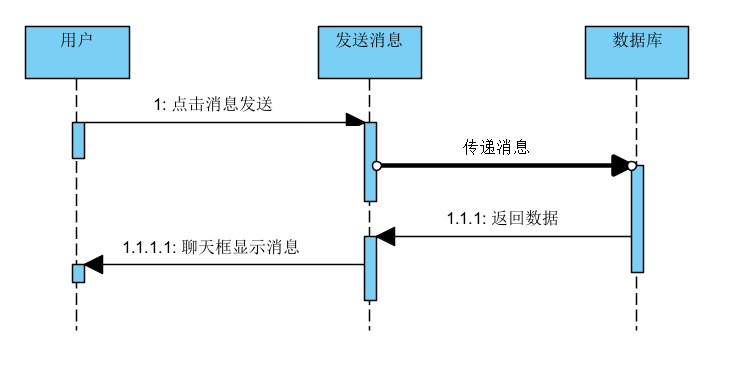 用户
发送消息
数据库
1: 点击消息发送
传递消息
1.1.1: 返回数据
1.1.1.1: 聊天框显示消息